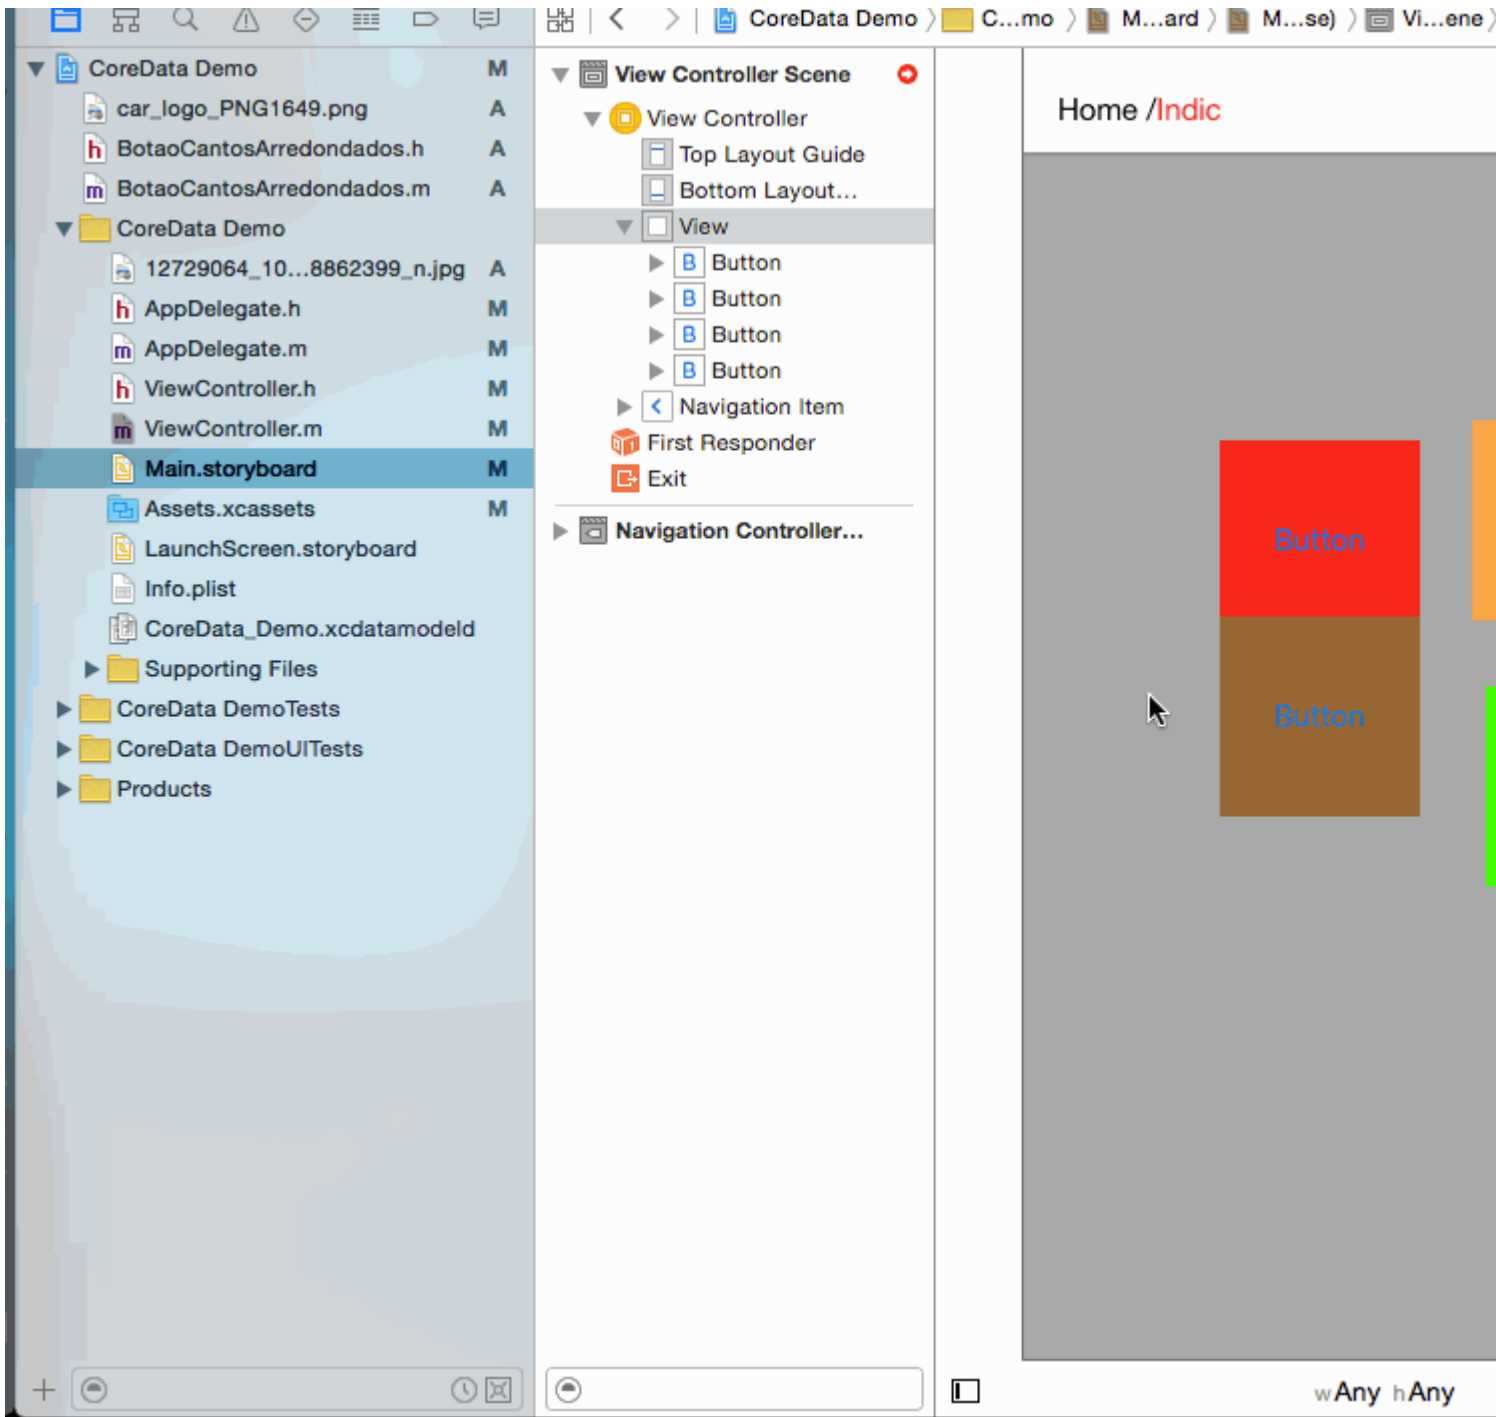 CoreData Demo 〉 C...mo 〉 M...ard 〉 M...se) 〉 Vi...ene 〉
CoreData Demo M
car_logo_PNG1649.png A
BotaoCantosArredondados.h A
BotaoCantosArredondados.m A
CoreData Demo
12729064_10...8862399_n.jpg A
AppDelegate.h M
AppDelegate.m M
ViewController.h M
ViewController.m M
Main.storyboard M
Assets.xcassets M
LaunchScreen.storyboard
Info.plist
CoreData_Demo.xcdatamodeld
Supporting Files
CoreData DemoTests
CoreData DemoUITests
Products
View Controller Scene
View Controller
Top Layout Guide
Bottom Layout...
View
B Button
B Button
B Button
B Button
Navigation Item
First Responder
Exit
Navigation Controller...
Home /Indic
Button
Button
wAny hAny